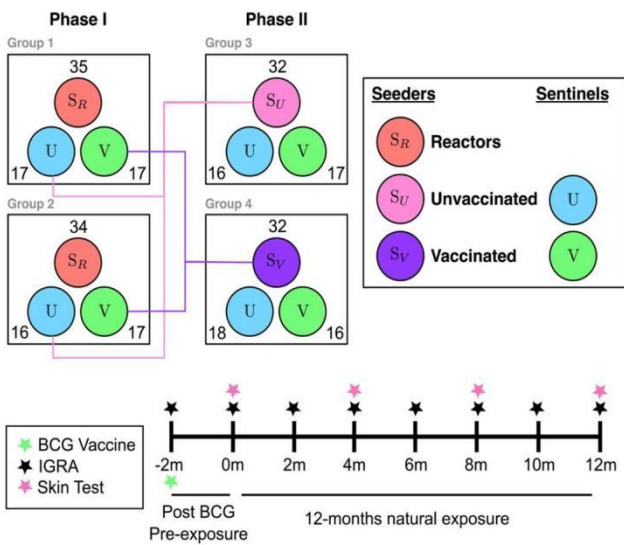 Phase I
Phase II
Group 1
Group 3
35
32
S_R
S_U
U
V
U
V
17
17
16
17
Group 2
Group 4
34
32
S_R
S_V
U
V
U
V
16
17
18
16
Seeders
Sentinels
S_R Reactors
S_U Unvaccinated U
S_V Vaccinated V
BCG Vaccine
IGRA
Skin Test
-2m 0m 2m 4m 6m 8m 10m 12m
Post BCG
Pre-exposure
12-months natural exposure